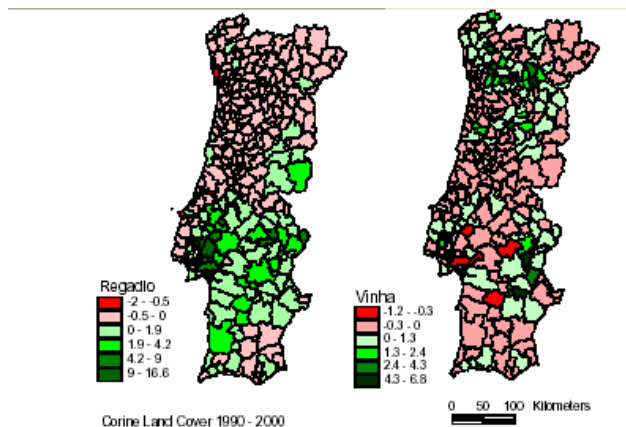 Regadio
-2 - -0.5
-0.5 - 0
0 - 1.9
1.9 - 4.2
4.2 - 9
9 - 16.6
Vinha
-1.2 - -0.3
-0.3 - 0
0 - 1.3
1.3 - 2.4
2.4 - 4.3
4.3 - 6.8
Corine Land Cover 1990 - 2000
0 50 100 Kilometers